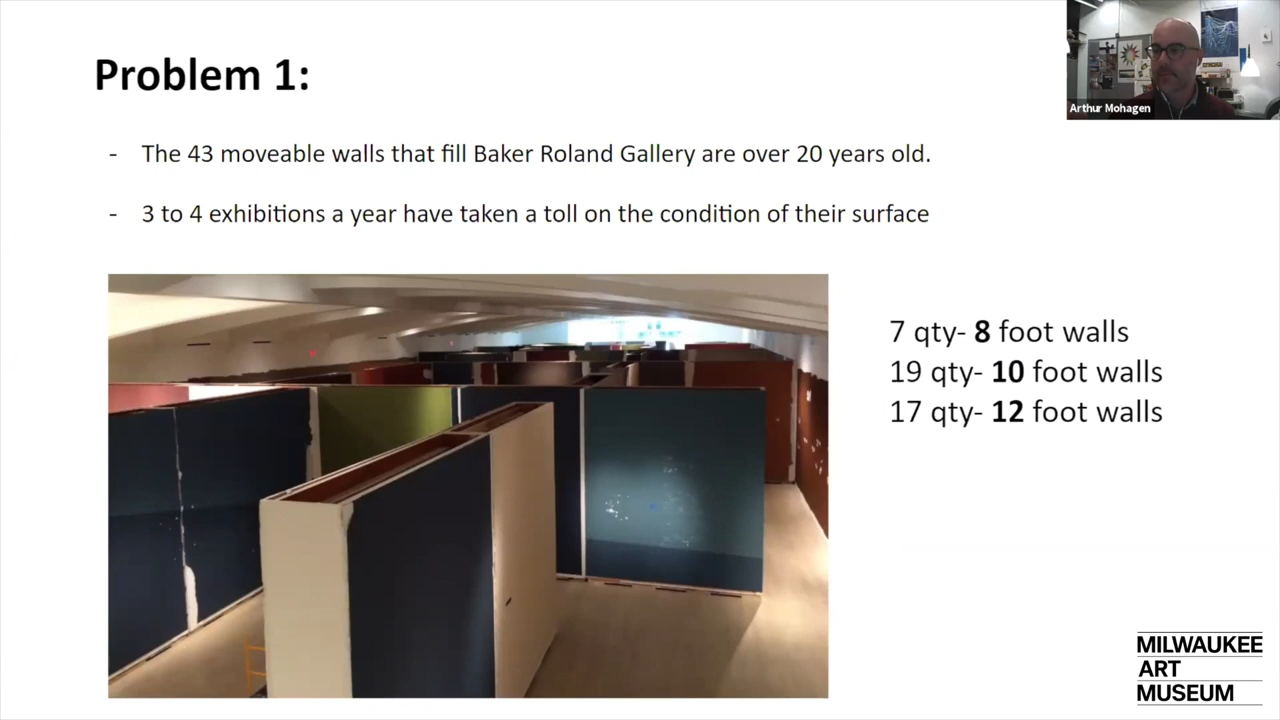 Problem 1:
Arthur Mohagen
- The 43 moveable walls that fill Baker Roland Gallery are over 20 years old.
- 3 to 4 exhibitions a year have taken a toll on the condition of their surface
7 qty- 8 foot walls
19 qty- 10 foot walls
17 qty- 12 foot walls
MILWAUKEE
ART
MUSEUM